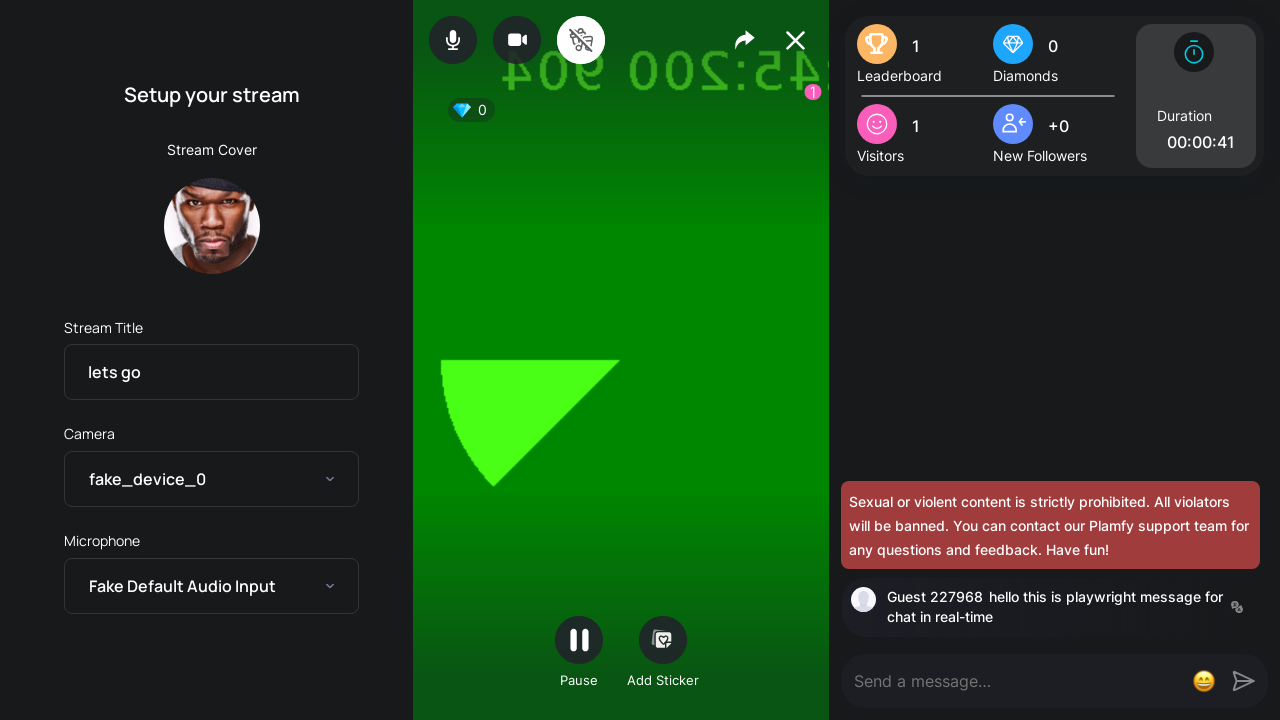 Setup your stream
Stream Cover
Stream Title
lets go
Camera
fake_device_0
Microphone
Fake Default Audio Input
45:200 904
1
0
Pause
Add Sticker
1
Leaderboard
0
Diamonds
1
Visitors
+0
New Followers
Duration
00:00:41
Sexual or violent content is strictly prohibited. All violators
will be banned. You can contact our Plamfy support team for
any questions and feedback. Have fun!
Guest 227968 hello this is playwright message for
chat in real-time
Send a message...